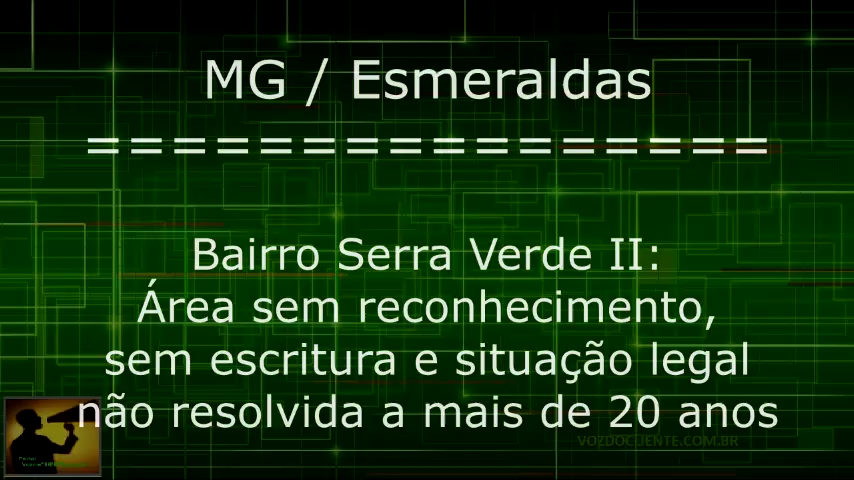 MG / Esmeraldas
================
Bairro Serra Verde II:
Área sem reconhecimento,
sem escritura e situação legal
não resolvida a mais de 20 anos
VOZDOCLIENTE.COM.BR